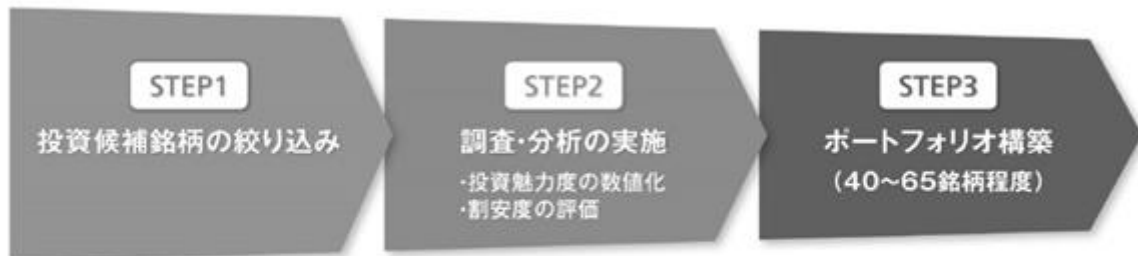 STEP1
投資候補銘柄の絞り込み
STEP2
調査・分析の実施
・投資魅力度の数値化
・割安度の評価
STEP3
ポートフォリオ構築
（40～65銘柄程度）